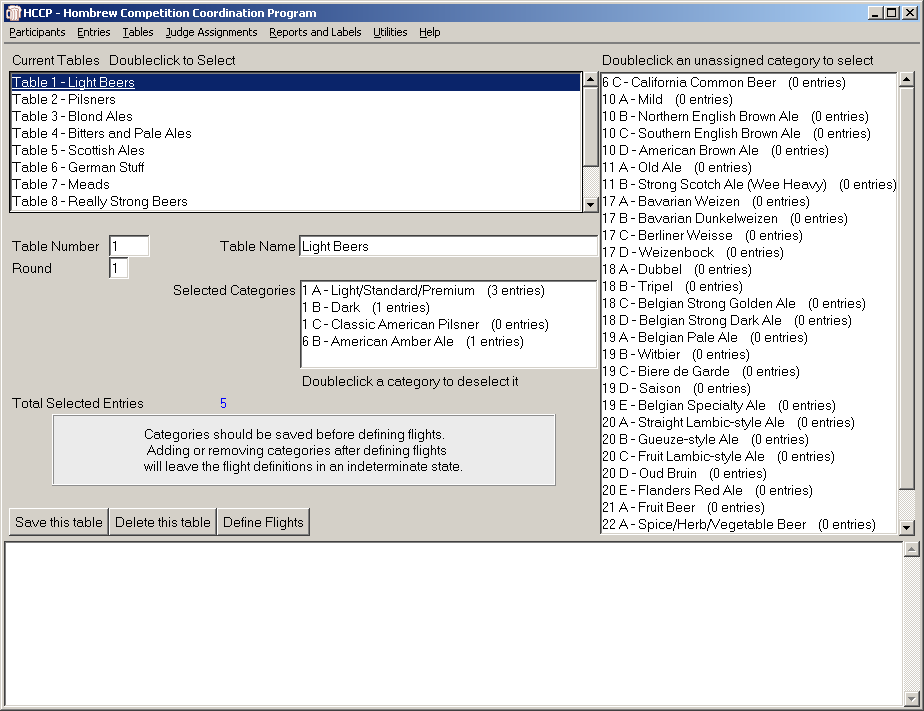 HCCP - Hombrew Competition Coordination Program
Participants Entries Tables Judge Assignments Reports and Labels Utilities Help
Current Tables Doubleclick to Select
Table 1 - Light Beers
Table 2 - Pilsners
Table 3 - Blond Ales
Table 4 - Bitters and Pale Ales
Table 5 - Scottish Ales
Table 6 - German Stuff
Table 7 - Meads
Table 8 - Really Strong Beers
Table Number 1 Table Name Light Beers
Round 1
Selected Categories
1 A - Light/Standard/Premium (3 entries)
1 B - Dark (1 entries)
1 C - Classic American Pilsner (0 entries)
6 B - American Amber Ale (1 entries)
Doubleclick a category to deselect it
Total Selected Entries 5
Categories should be saved before defining flights.
Adding or removing categories after defining flights
will leave the flight definitions in an indeterminate state.
Save this table Delete this table Define Flights
Doubleclick an unassigned category to select
6 C - California Common Beer (0 entries)
10 A - Mild (0 entries)
10 B - Northern English Brown Ale (0 entries)
10 C - Southern English Brown Ale (0 entries)
10 D - American Brown Ale (0 entries)
11 A - Old Ale (0 entries)
11 B - Strong Scotch Ale (Wee Heavy) (0 entries)
17 A - Bavarian Weizen (0 entries)
17 B - Bavarian Dunkelweizen (0 entries)
17 C - Berliner Weisse (0 entries)
17 D - Weizenbock (0 entries)
18 A - Dubbel (0 entries)
18 B - Tripel (0 entries)
18 C - Belgian Strong Golden Ale (0 entries)
18 D - Belgian Strong Dark Ale (0 entries)
19 A - Belgian Pale Ale (0 entries)
19 B - Witbier (0 entries)
19 C - Biere de Garde (0 entries)
19 D - Saison (0 entries)
19 E - Belgian Specialty Ale (0 entries)
20 A - Straight Lambic-style Ale (0 entries)
20 B - Gueuze-style Ale (0 entries)
20 C - Fruit Lambic-style Ale (0 entries)
20 D - Oud Bruin (0 entries)
20 E - Flanders Red Ale (0 entries)
21 A - Fruit Beer (0 entries)
22 A - Spice/Herb/Vegetable Beer (0 entries)